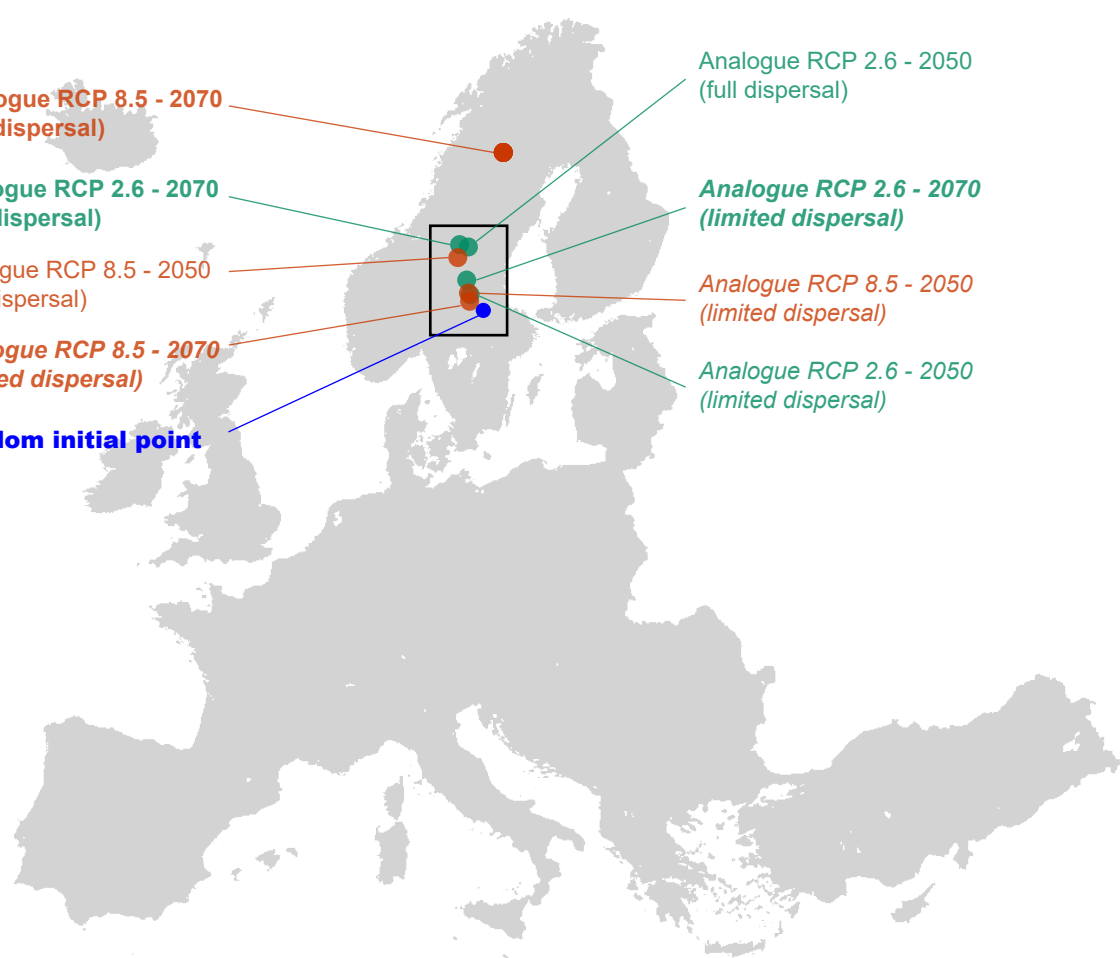 ogue RCP 8.5 - 2070
dispersal)
ogue RCP 2.6 - 2070
dispersal)
gue RCP 8.5 - 2050
ispersal)
ogue RCP 8.5 - 2070
ed dispersal)
dom initial point
Analogue RCP 2.6 - 2050
(full dispersal)
Analogue RCP 2.6 - 2070
(limited dispersal)
Analogue RCP 8.5 - 2050
(limited dispersal)
Analogue RCP 2.6 - 2050
(limited dispersal)